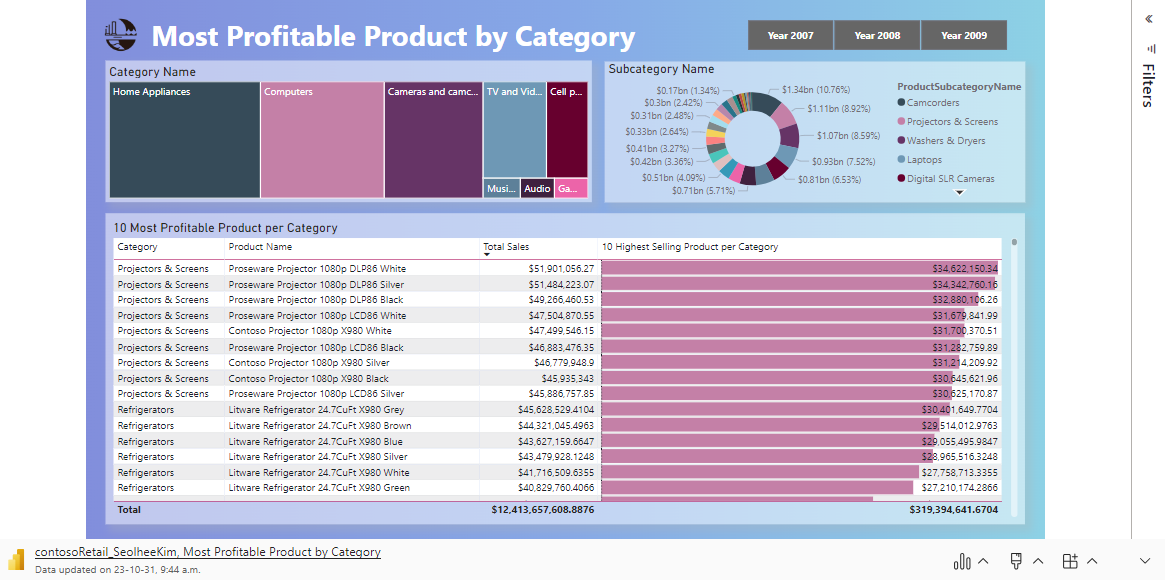 Most Profitable Product by Category
Year 2007 Year 2008 Year 2009
«
Filters
Category Name
Home Appliances Computers Cameras and camc... TV and Vid... Cell p...
Musi... Audio Ga...
Subcategory Name
$0.17bn (1.34%)
$0.3bn (2.42%)
$0.31bn (2.48%)
$0.33bn (2.64%)
$0.41bn (3.27%)
$0.42bn (3.36%)
$0.51bn (4.09%)
$0.71bn (5.71%)
$1.34bn (10.76%)
$1.11bn (8.92%)
$1.07bn (8.59%)
$0.93bn (7.52%)
$0.81bn (6.53%)
ProductSubcategoryName
Camcorders
Projectors & Screens
Washers & Dryers
Laptops
Digital SLR Cameras
10 Most Profitable Product per Category
Category Product Name Total Sales 10 Highest Selling Product per Category
Projectors & Screens Proseware Projector 1080p DLP86 White $51,901,056.27 $34,622,150.34
Projectors & Screens Proseware Projector 1080p DLP86 Silver $51,484,223.07 $34,342,760.16
Projectors & Screens Proseware Projector 1080p DLP86 Black $49,266,460.53 $32,880,106.26
Projectors & Screens Proseware Projector 1080p LCD86 White $47,504,870.55 $31,679,841.99
Projectors & Screens Contoso Projector 1080p X980 White $47,499,546.15 $31,700,370.51
Projectors & Screens Proseware Projector 1080p LCD86 Black $46,883,476.35 $31,282,759.89
Projectors & Screens Contoso Projector 1080p X980 Silver $46,779,948.9 $31,214,209.92
Projectors & Screens Contoso Projector 1080p X980 Black $45,935,343 $30,645,621.96
Projectors & Screens Proseware Projector 1080p LCD86 Silver $45,886,757.85 $30,625,170.87
Refrigerators Litware Refrigerator 24.7CuFt X980 Grey $45,628,529.4104 $30,401,649.7704
Refrigerators Litware Refrigerator 24.7CuFt X980 Brown $44,321,045.4963 $29,514,012.9763
Refrigerators Litware Refrigerator 24.7CuFt X980 Blue $43,627,159.6647 $29,055,495.9847
Refrigerators Litware Refrigerator 24.7CuFt X980 Silver $43,479,928.1248 $28,965,516.3248
Refrigerators Litware Refrigerator 24.7CuFt X980 White $41,716,509.6355 $27,758,713.3355
Refrigerators Litware Refrigerator 24.7CuFt X980 Green $40,829,760.4066 $27,210,174.2866
Total $12,413,657,608.8876 $319,394,641.6704
contosoRetail_SeolheeKim, Most Profitable Product by Category
Data updated on 23-10-31, 9:44 a.m.